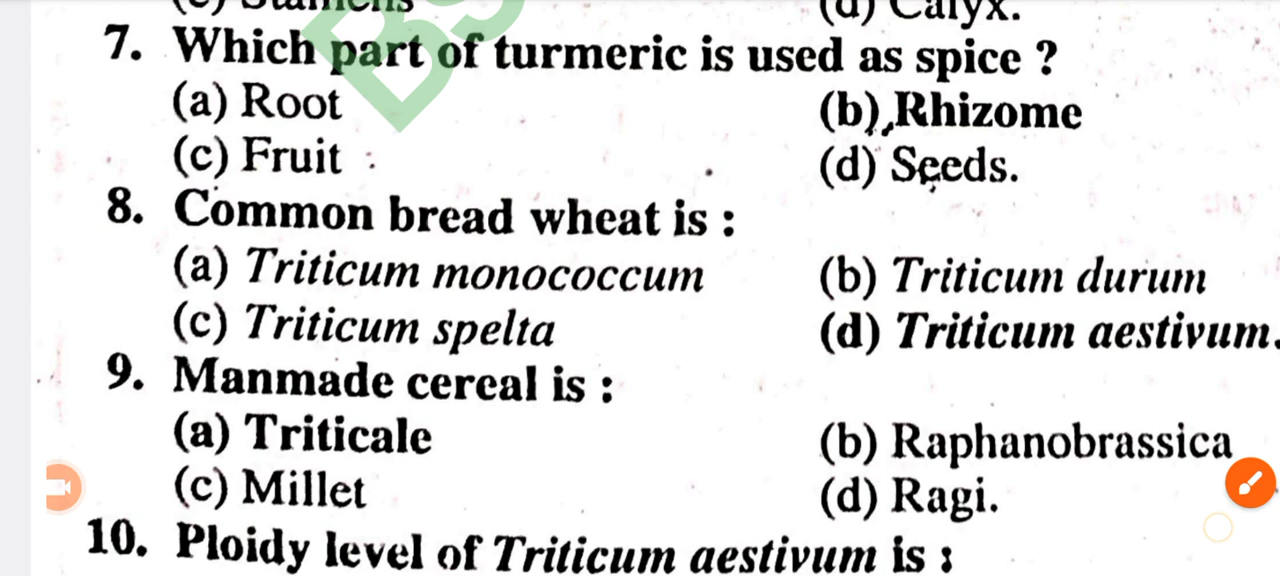 (c) Stamens (d) Calyx.
7. Which part of turmeric is used as spice ?
(a) Root (b) Rhizome
(c) Fruit : (d) Seeds.
8. Common bread wheat is :
(a) Triticum monococcum (b) Triticum durum
(c) Triticum spelta (d) Triticum aestivum.
9. Manmade cereal is :
(a) Triticale (b) Raphanobrassica
(c) Millet (d) Ragi.
10. Ploidy level of Triticum aestivum is :